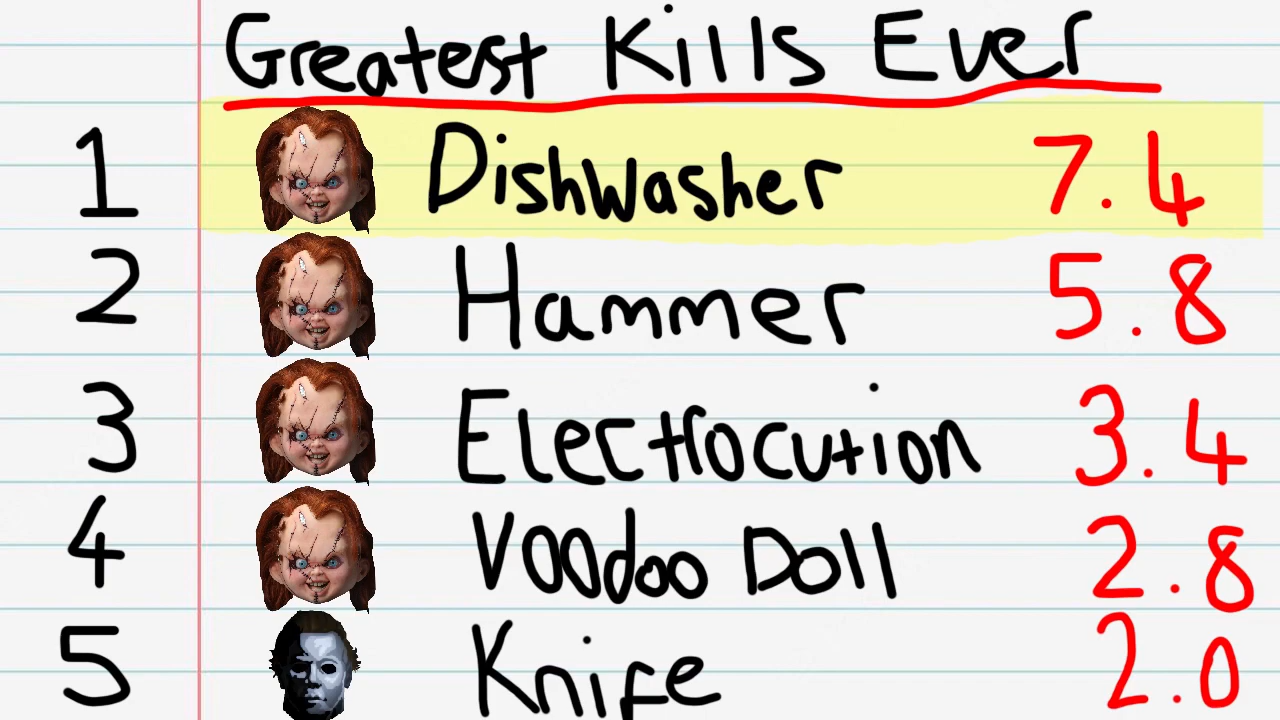 Greatest Kills Ever
1 Dishwasher 7.4
2 Hammer 5.8
3 Electrocution 3.4
4 Voodoo Doll 2.8
5 Knife 2.0